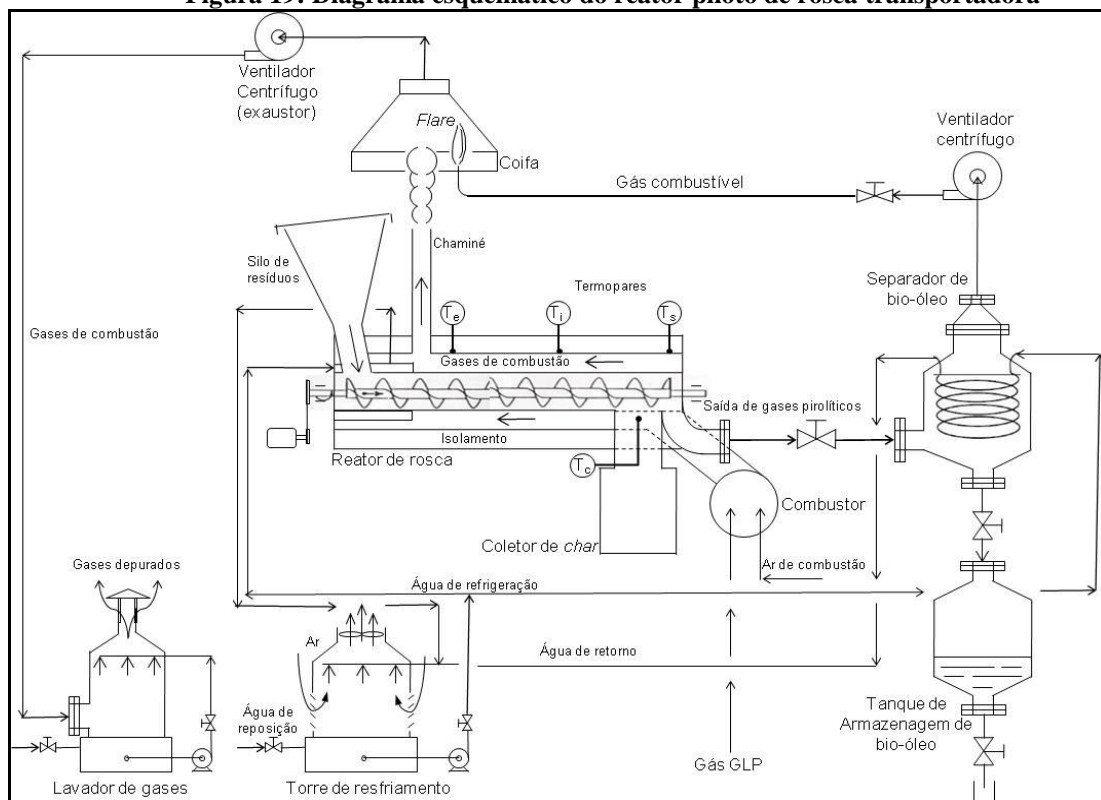 Figura 19: Diagrama esquemático do reator piloto de rosca transportadora
Ventilador
Centrífugo
(exaustor)
Flare
Coifa
Ventilador
centrífugo
Gás combustível
Chaminé
Silo de
resíduos
Termopares
Separador de
bio-óleo
Te
Ti
Ts
Gases de combustão
Gases de combustão
Saída de gases pirolíticos
Isolamento
Reator de rosca
Tc
Combustor
Coletor de char
Ar de combustão
Gases depurados
Água de refrigeração
Ar
Água de retorno
Água de
reposição
Tanque de
Armazenagem de
bio-óleo
Gás GLP
Lavador de gases
Torre de resfriamento